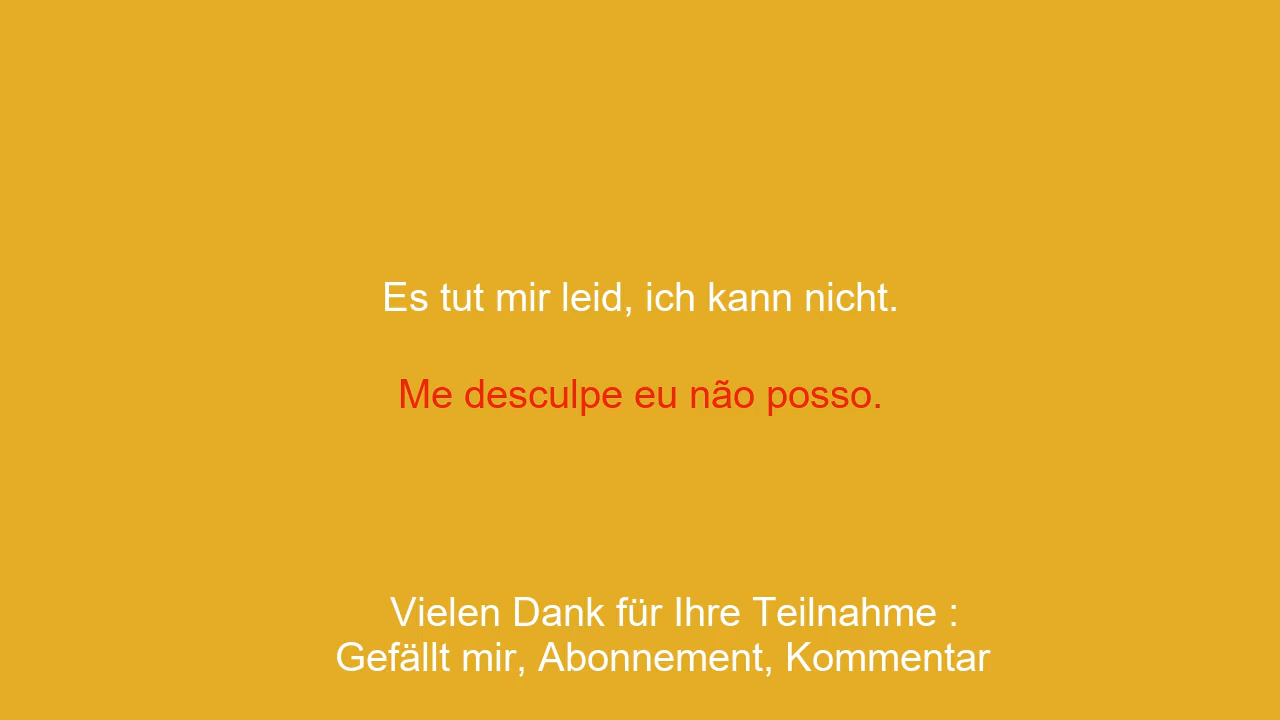 Es tut mir leid, ich kann nicht.
Me desculpe eu não posso.
Vielen Dank für Ihre Teilnahme :
Gefällt mir, Abonnement, Kommentar